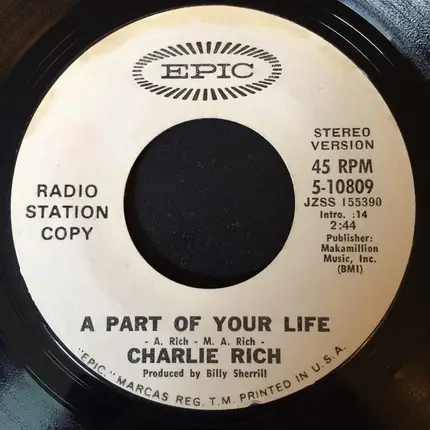 EPIC
STEREO
VERSION
45 RPM
5-10809
JZSS 155390
Intro. :14
2:44
Publisher:
Makamillion
Music, Inc.
(BMI)
RADIO
STATION
COPY
A PART OF YOUR LIFE
- A. Rich - M. A. Rich -
CHARLIE RICH
Produced by Billy Sherrill
"EPIC," MARCAS REG. T.M. PRINTED IN U.S.A.